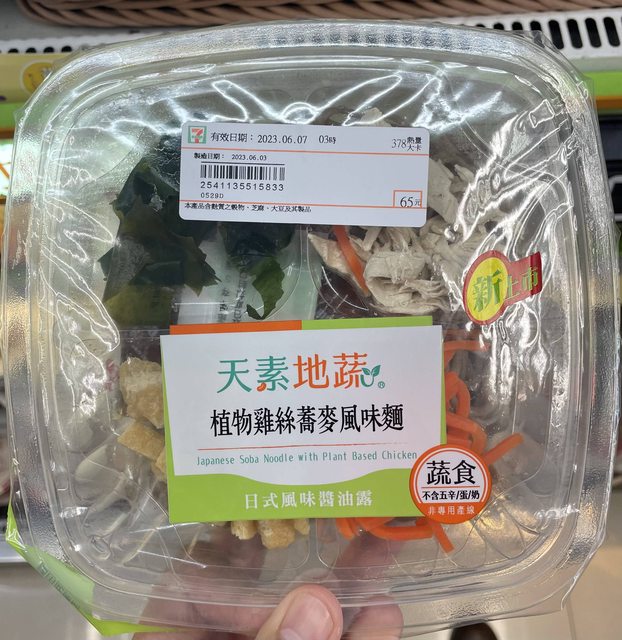 7
有效日期：2023.06.07 03時
378 熱量大卡
製造日期： 2023.06.03
2541135515833
0529D
65元
本產品含麩質之穀物、芝麻、大豆及其製品
新上市
天素地蔬®
植物雞絲蕎麥風味麵
Japanese Soba Noodle with Plant Based Chicken
蔬食
不含五辛/蛋/奶
非專用產線
日式風味醬油露